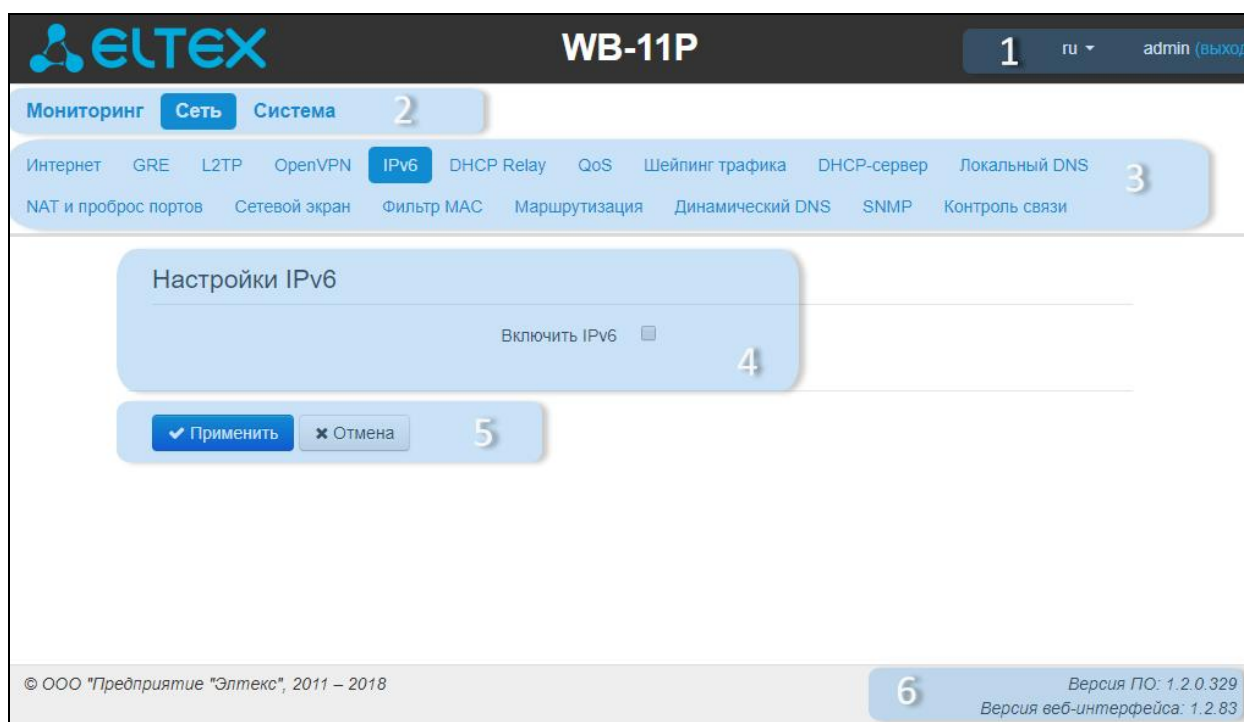 ELTEX WB-11P 1 ru admin (выход
Мониторинг Сеть Система 2
Интернет GRE L2TP OpenVPN IPv6 DHCP Relay QoS Шейпинг трафика DHCP-сервер Локальный DNS 3
NAT и проброс портов Сетевой экран Фильтр MAC Маршрутизация Динамический DNS SNMP Контроль связи
Настройки IPv6
Включить IPv6
4
Применить Отмена 5
© ООО "Предприятие "Элтекс", 2011 – 2018 6 Версия ПО: 1.2.0.329
Версия веб-интерфейса: 1.2.83